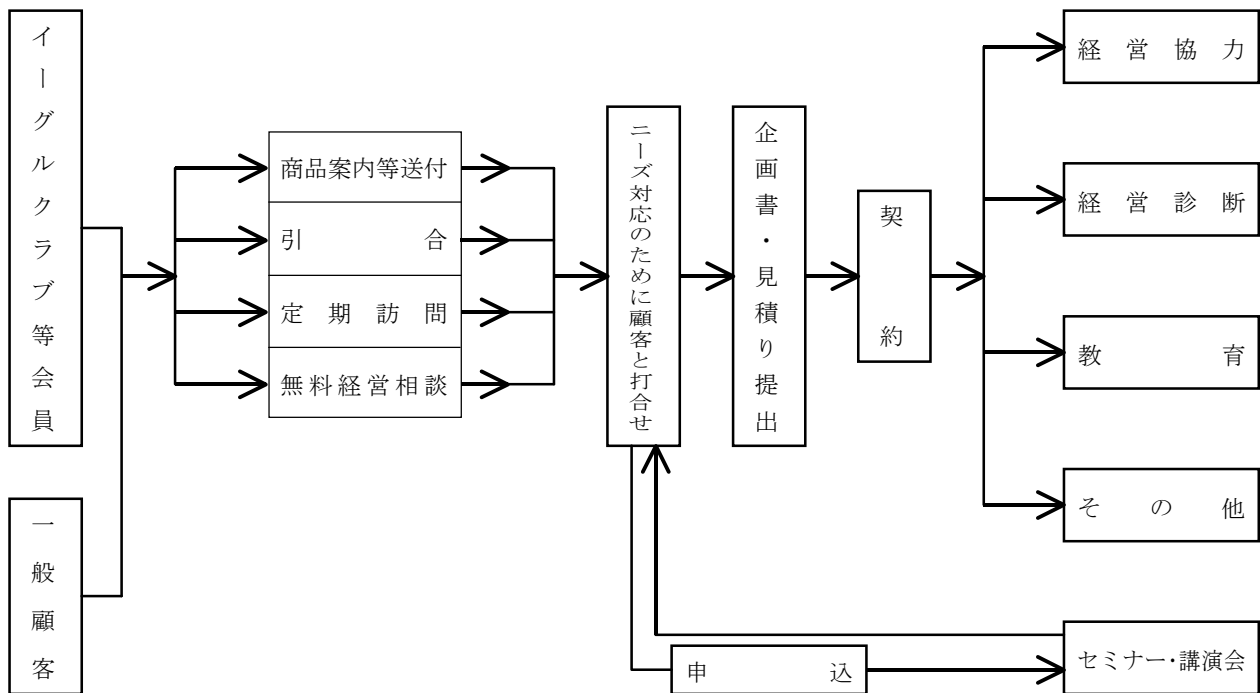 イーグルクラブ等会員
一般顧客
商品案内等送付
引合
定期訪問
無料経営相談
ニーズ対応のために顧客と打合せ
企画書・見積り提出
契約
経営協力
経営診断
教育
その他
セミナー・講演会
申込